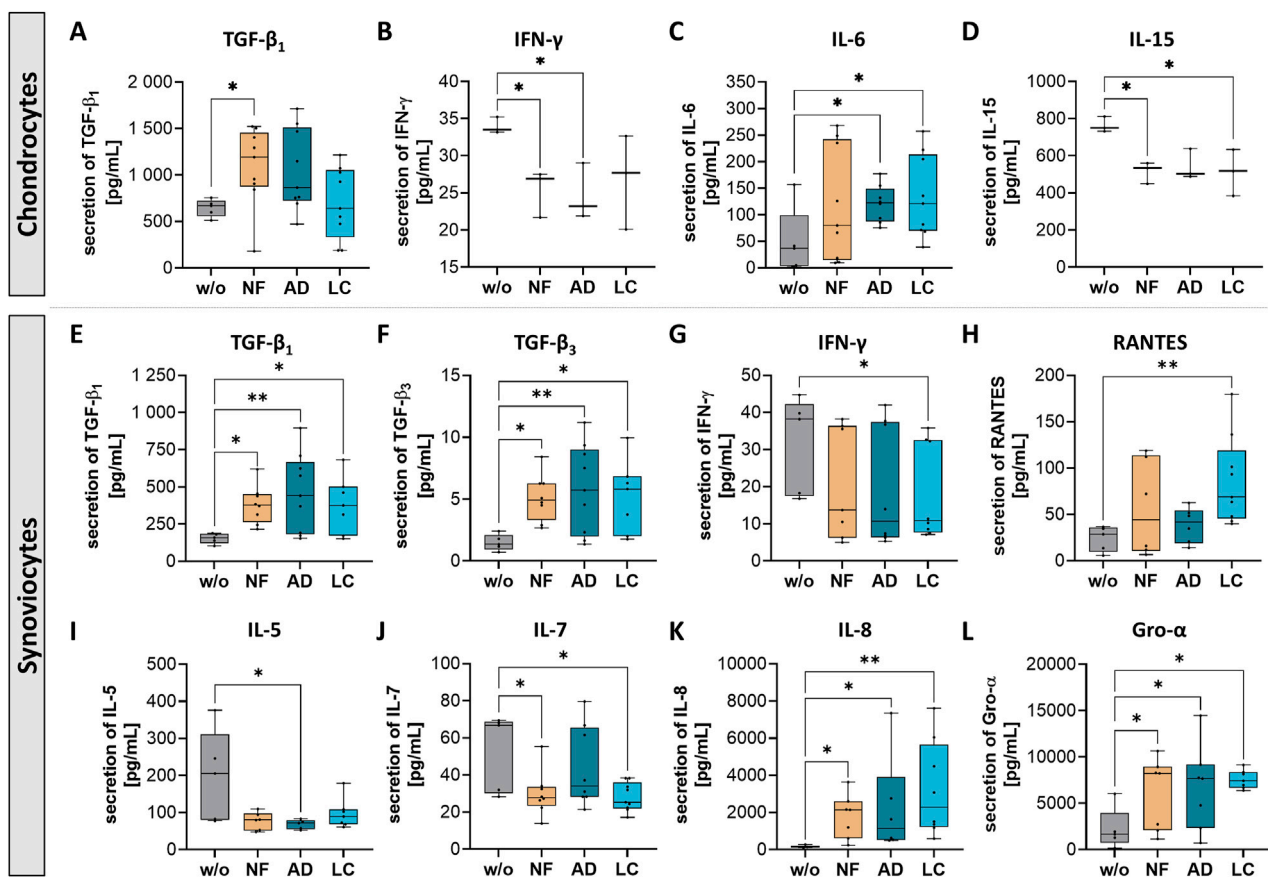 Chondrocytes
A
TGF-β₁
secretion of TGF-β₁
[pg/mL]
2 000
1 500
1 000
500
0
*
w/o NF AD LC
B
IFN-γ
secretion of IFN-γ
[pg/mL]
40
35
30
25
20
15
*
*
w/o NF AD LC
C
IL-6
secretion of IL-6
[pg/mL]
350
300
250
200
150
100
50
0
*
*
w/o NF AD LC
D
IL-15
secretion of IL-15
[pg/mL]
1000
800
600
400
200
0
*
*
w/o NF AD LC
Synoviocytes
E
TGF-β₁
secretion of TGF-β₁
[pg/mL]
1 250
1 000
750
500
250
0
*
**
*
w/o NF AD LC
F
TGF-β₃
secretion of TGF-β₃
[pg/mL]
15
10
5
0
*
**
*
w/o NF AD LC
G
IFN-γ
secretion of IFN-γ
[pg/mL]
50
40
30
20
10
0
*
w/o NF AD LC
H
RANTES
secretion of RANTES
[pg/mL]
200
150
100
50
0
**
w/o NF AD LC
I
IL-5
secretion of IL-5
[pg/mL]
500
400
300
200
100
0
*
w/o NF AD LC
J
IL-7
secretion of IL-7
[pg/mL]
100
80
60
40
20
0
*
*
w/o NF AD LC
K
IL-8
secretion of IL-8
[pg/mL]
10000
8000
6000
4000
2000
0
**
*
*
w/o NF AD LC
L
Gro-α
secretion of Gro-α
[pg/mL]
20000
15000
10000
5000
0
*
*
*
w/o NF AD LC